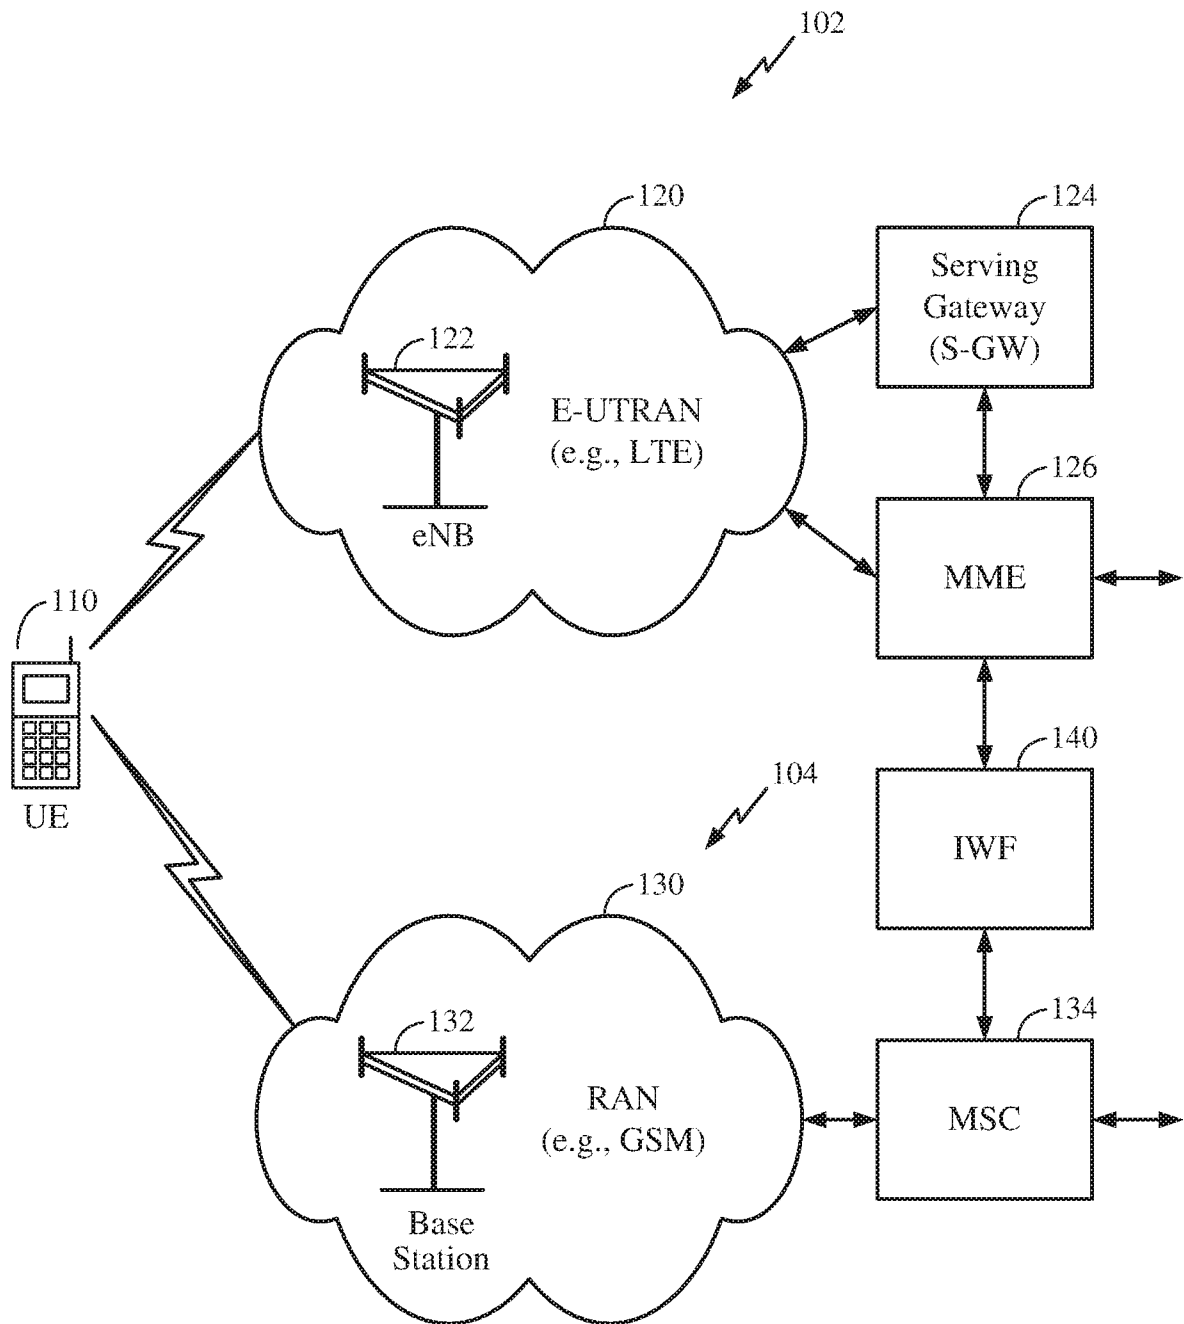 102
120
124
Serving
Gateway
(S-GW)
122
E-UTRAN
(e.g., LTE)
eNB
126
MME
110
UE
140
IWF
104
130
132
RAN
(e.g., GSM)
Base
Station
134
MSC